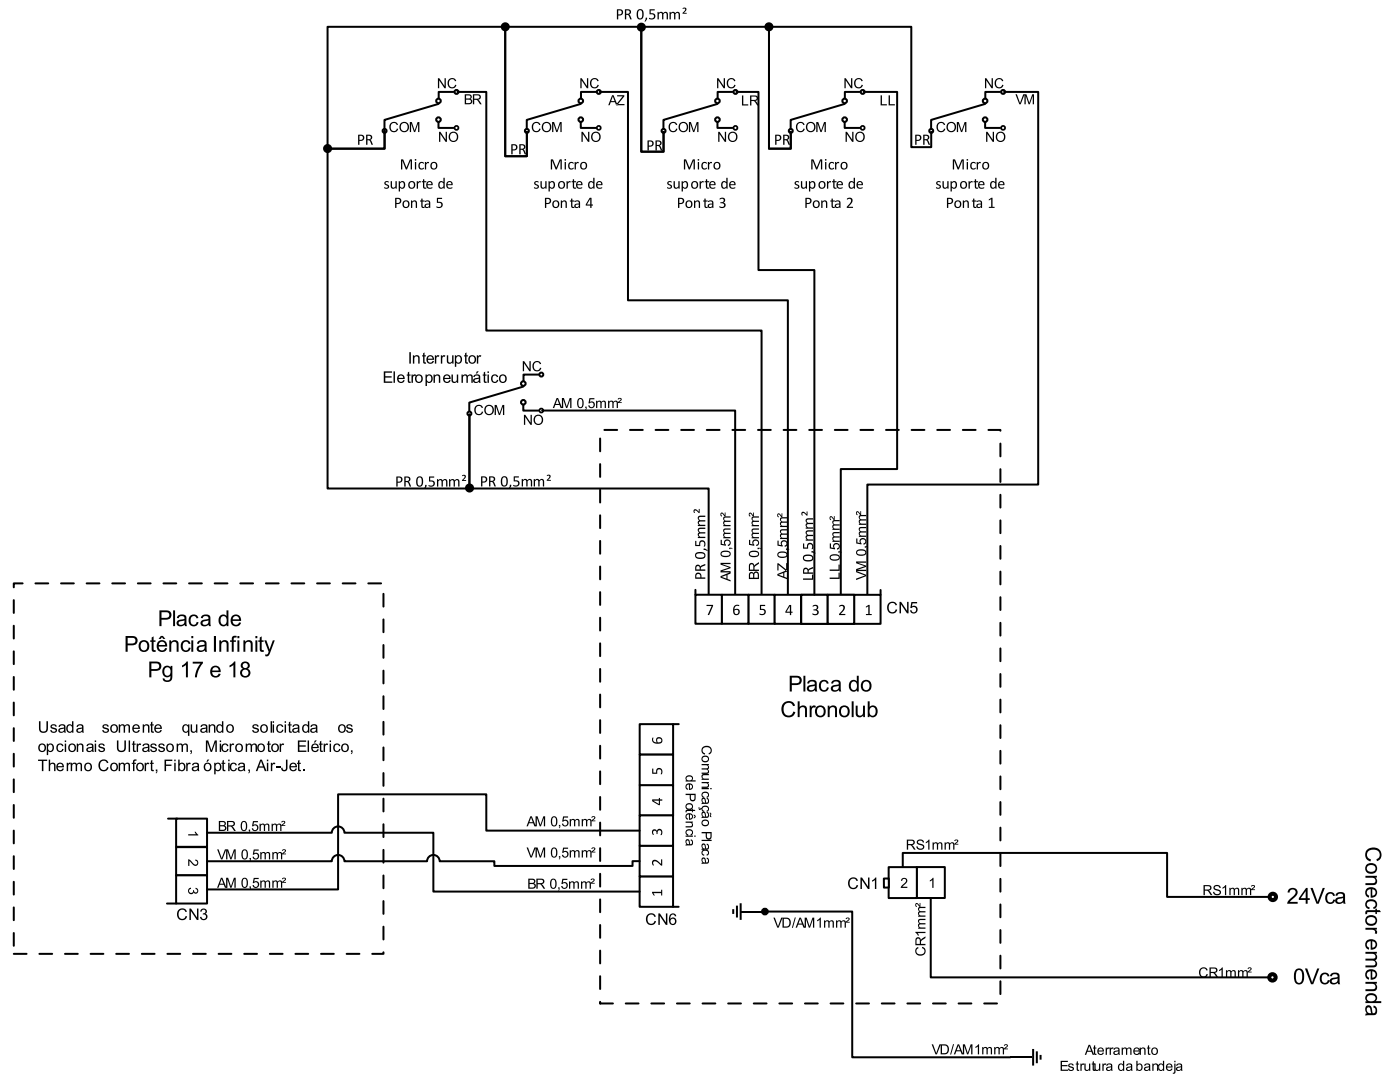 PR 0,5mm²
NC
BR
COM
NO
PR
Micro
suporte de
Ponta 5
NC
AZ
COM
NO
PR
Micro
suporte de
Ponta 4
NC
LR
COM
NO
PR
Micro
suporte de
Ponta 3
NC
LL
COM
NO
PR
Micro
suporte de
Ponta 2
NC
VM
COM
NO
PR
Micro
suporte de
Ponta 1
Interruptor
Eletropneumático
NC
COM
NO
AM 0,5mm²
PR 0,5mm²
PR 0,5mm²
PR 0,5mm²
AM 0,5mm²
BR 0,5mm²
AZ 0,5mm²
LR 0,5mm²
LL 0,5mm²
VM 0,5mm²
7 6 5 4 3 2 1
CN5
Placa do
Chronolub
Placa de
Potência Infinity
Pg 17 e 18
Usada somente quando solicitada os
opcionais Ultrassom, Micromotor Elétrico,
Thermo Comfort, Fibra óptica, Air-Jet.
1
2
3
CN3
BR 0,5mm²
VM 0,5mm²
AM 0,5mm²
AM 0,5mm²
VM 0,5mm²
BR 0,5mm²
6
5
4
3
2
1
CN6
Comunicação Placa
de Potência
CN1
2 1
RS1mm²
CR1mm²
RS1mm²
24Vca
CR1mm²
0Vca
Conector emenda
VD/AM1mm²
VD/AM1mm²
Aterramento
Estrutura da bandeja